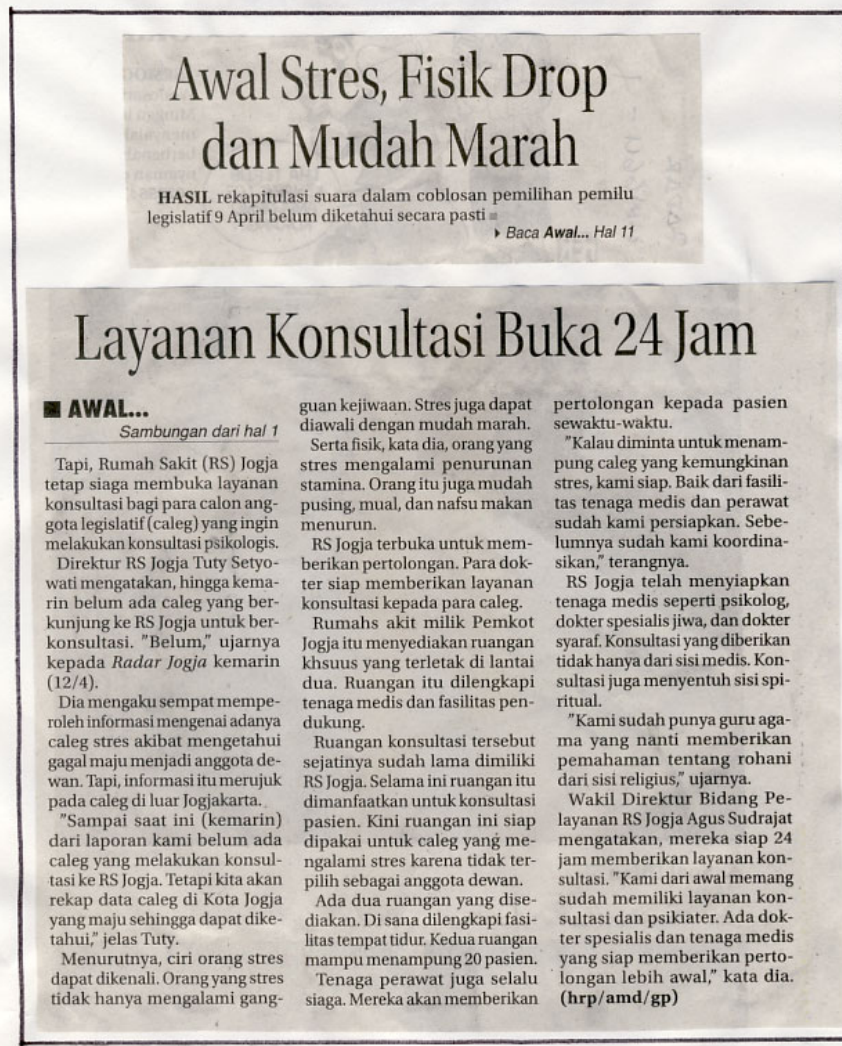 Awal Stres, Fisik Drop
dan Mudah Marah
HASIL rekapitulasi suara dalam coblosan pemilihan pemilu
legislatif 9 April belum diketahui secara pasti
Baca Awal... Hal 11
Layanan Konsultasi Buka 24 Jam
AWAL...
Sambungan dari hal 1
Tapi, Rumah Sakit (RS) Jogja
tetap siaga membuka layanan
konsultasi bagi para calon ang-
gota legislatif (caleg) yang ingin
melakukan konsultasi psikologis.
Direktur RS Jogja Tuty Setyo-
wati mengatakan, hingga kema-
rin belum ada caleg yang ber-
kunjung ke RS Jogja untuk ber-
konsultasi. "Belum," ujarnya
kepada Radar Jogja kemarin
(12/4).
Dia mengaku sempat mempe-
roleh informasi mengenai adanya
caleg stres akibat mengetahui
gagal maju menjadi anggota de-
wan. Tapi, informasi itu merujuk
pada caleg di luar Jogjakarta.
"Sampai saat ini (kemarin)
dari laporan kami belum ada
caleg yang melakukan konsul-
tasi ke RS Jogja. Tetapi kita akan
rekap data caleg di Kota Jogja
yang maju sehingga dapat dike-
tahui," jelas Tuty.
Menurutnya, ciri orang stres
dapat dikenali. Orang yang stres
tidak hanya mengalami gang-
guan kejiwaan. Stres juga dapat
diawali dengan mudah marah.
Serta fisik, kata dia, orang yang
stres mengalami penurunan
stamina. Orang itu juga mudah
pusing, mual, dan nafsu makan
menurun.
RS Jogja terbuka untuk mem-
berikan pertolongan. Para dok-
ter siap memberikan layanan
konsultasi kepada para caleg.
Rumahs akit milik Pemkot
Jogja itu menyediakan ruangan
khsuus yang terletak di lantai
dua. Ruangan itu dilengkapi
tenaga medis dan fasilitas pen-
dukung.
Ruangan konsultasi tersebut
sejatinya sudah lama dimiliki
RS Jogja. Selama ini ruangan itu
dimanfaatkan untuk konsultasi
pasien. Kini ruangan ini siap
dipakai untuk caleg yang me-
ngalami stres karena tidak ter-
pilih sebagai anggota dewan.
Ada dua ruangan yang dise-
diakan. Di sana dilengkapi fasi-
litas tempat tidur. Kedua ruangan
mampu menampung 20 pasien.
Tenaga perawat juga selalu
siaga. Mereka akan memberikan
pertolongan kepada pasien
sewaktu-waktu.
"Kalau diminta untuk menam-
pung caleg yang kemungkinan
stres, kami siap. Baik dari fasili-
tas tenaga medis dan perawat
sudah kami persiapkan. Sebe-
lumnya sudah kami koordina-
sikan," terangnya.
RS Jogja telah menyiapkan
tenaga medis seperti psikolog,
dokter spesialis jiwa, dan dokter
syaraf. Konsultasi yang diberikan
tidak hanya dari sisi medis. Kon-
sultasi juga menyentuh sisi spi-
ritual.
"Kami sudah punya guru aga-
ma yang nanti memberikan
pemahaman tentang rohani
dari sisi religius," ujarnya.
Wakil Direktur Bidang Pe-
layanan RS Jogja Agus Sudrajat
mengatakan, mereka siap 24
jam memberikan layanan kon-
sultasi. "Kami dari awal memang
sudah memiliki layanan kon-
sultasi dan psikiater. Ada dok-
ter spesialis dan tenaga medis
yang siap memberikan perto-
longan lebih awal," kata dia.
(hrp/amd/gp)